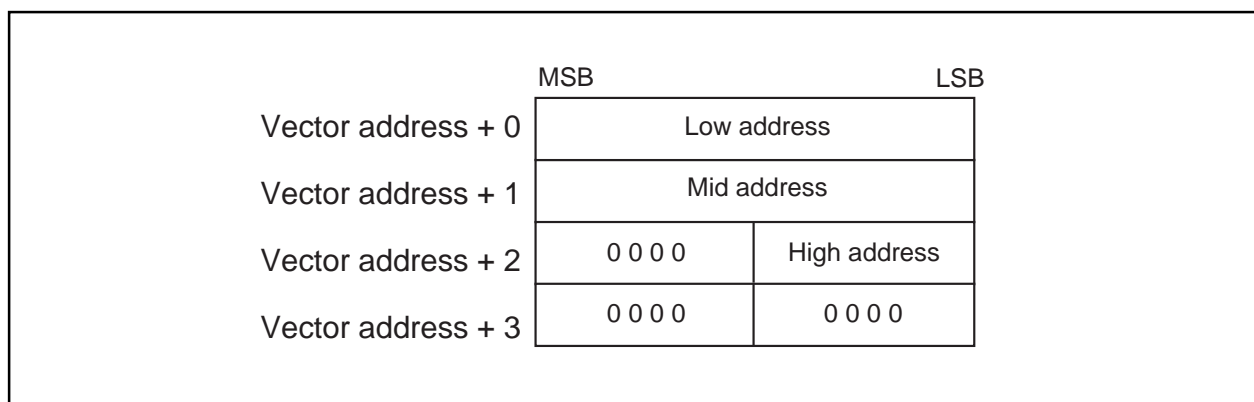 MSB LSB
Vector address + 0 Low address
Vector address + 1 Mid address
Vector address + 2 0 0 0 0 High address
Vector address + 3 0 0 0 0 0 0 0 0